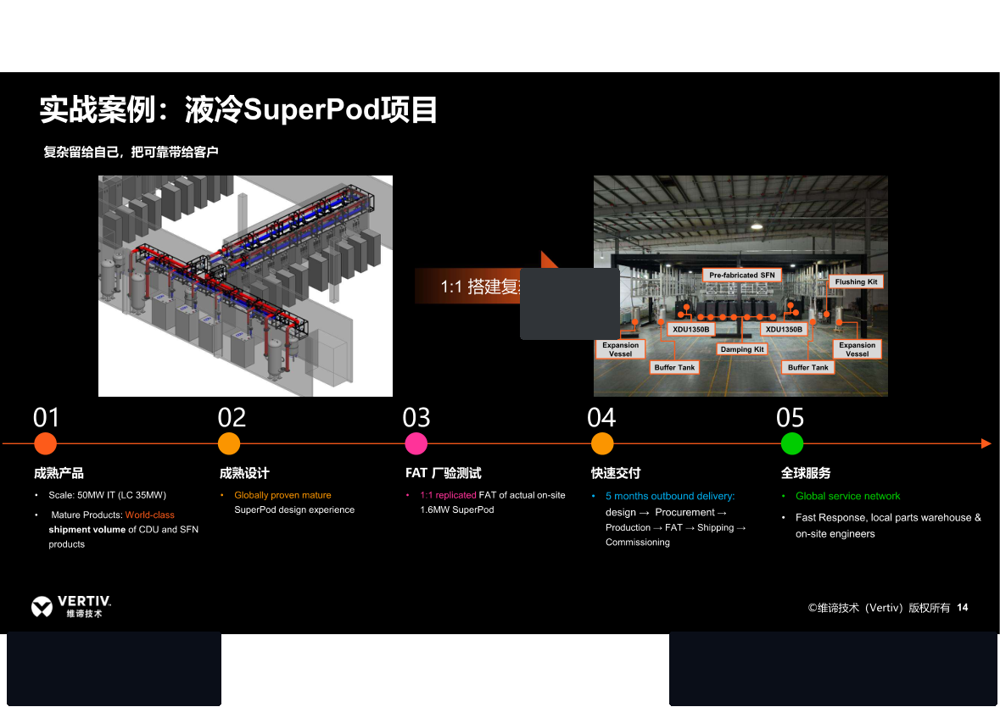 实战案例：液冷SuperPod项目
复杂留给自己，把可靠带给客户
1:1 搭建复
Pre-fabricated SFN
Flushing Kit
XDU1350B
XDU1350B
Expansion
Vessel
Damping Kit
Expansion
Vessel
Buffer Tank
Buffer Tank
01
02
03
04
05
成熟产品
• Scale: 50MW IT (LC 35MW)
• Mature Products: World-class
shipment volume of CDU and SFN
products
成熟设计
• Globally proven mature
SuperPod design experience
FAT 厂验测试
• 1:1 replicated FAT of actual on-site
1.6MW SuperPod
快速交付
• 5 months outbound delivery:
design → Procurement →
Production → FAT → Shipping →
Commissioning
全球服务
• Global service network
• Fast Response, local parts warehouse &
on-site engineers
VERTIV™
维谛技术
©维谛技术（Vertiv）版权所有 14